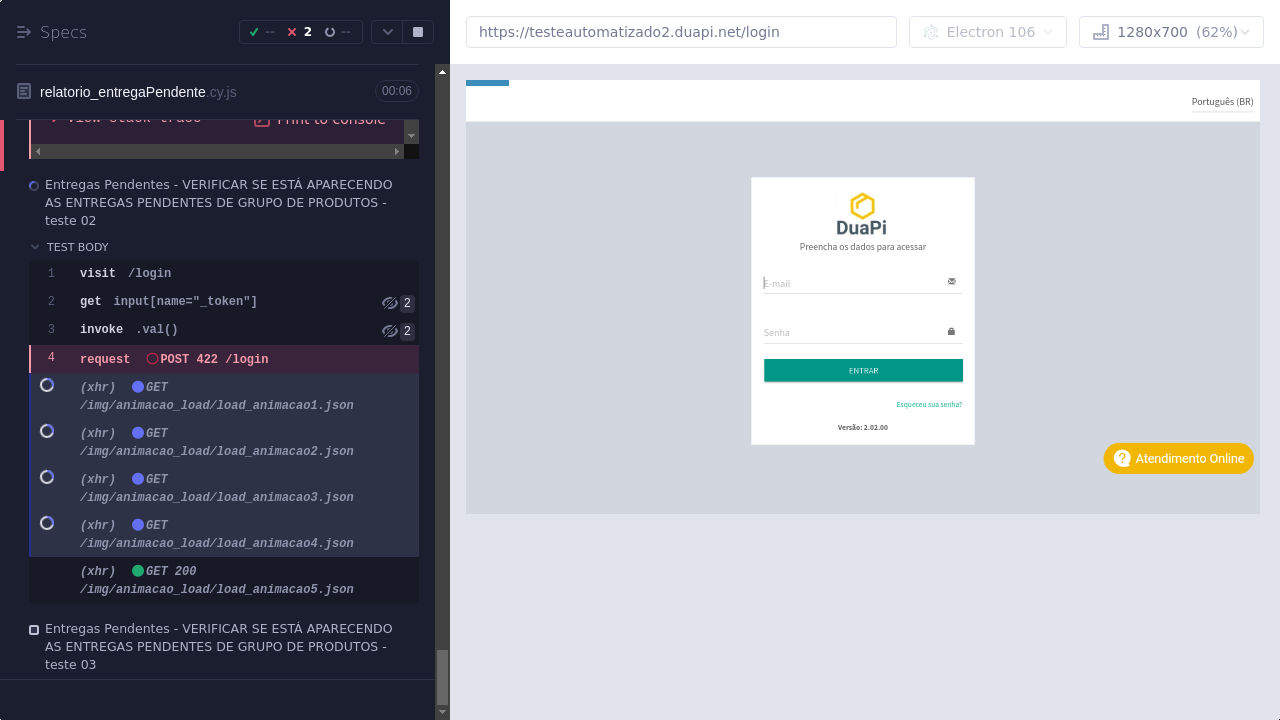 Specs
-- 2 --
https://testeautomatizado2.duapi.net/login
Electron 106
1280x700 (62%)
relatorio_entregaPendente.cy.js
00:06
View stack trace
Print to console
Entregas Pendentes - VERIFICAR SE ESTÁ APARECENDO
AS ENTREGAS PENDENTES DE GRUPO DE PRODUTOS -
teste 02
TEST BODY
1 visit /login
2 get input[name="_token"] 2
3 invoke .val() 2
4 request POST 422 /login
(xhr) GET
/img/animacao_load/load_animacao1.json
(xhr) GET
/img/animacao_load/load_animacao2.json
(xhr) GET
/img/animacao_load/load_animacao3.json
(xhr) GET
/img/animacao_load/load_animacao4.json
(xhr) GET 200
/img/animacao_load/load_animacao5.json
Entregas Pendentes - VERIFICAR SE ESTÁ APARECENDO
AS ENTREGAS PENDENTES DE GRUPO DE PRODUTOS -
teste 03
Português (BR)
DuaPi
Preencha os dados para acessar
E-mail
Senha
ENTRAR
Esqueceu sua senha?
Versão: 2.02.00
Atendimento Online